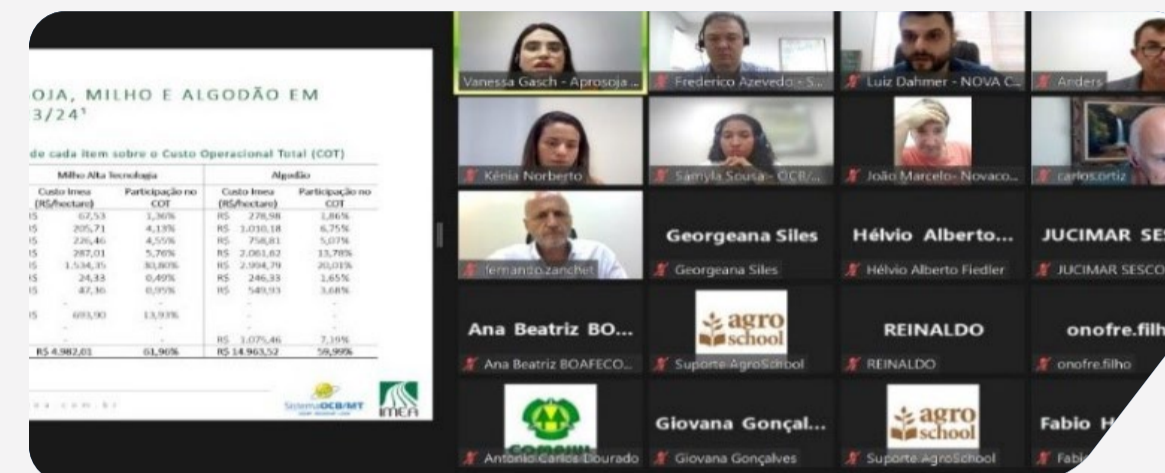 OJA, MILHO E ALGODÃO EM
3/24¹
de cada item sobre o Custo Operacional Total (COT)
Milho Alta Tecnologia Algodão
Custo Imea (R$/hectare) Participação no COT Custo Imea (R$/hectare) Participação no COT
67,53 1,36% R$ 278,98 1,86%
205,71 4,13% R$ 1.010,18 6,75%
226,46 4,55% R$ 758,81 5,07%
287,01 5,76% R$ 2.061,62 13,78%
1.534,35 30,80% R$ 2.994,79 20,01%
24,33 0,49% R$ 246,33 1,65%
47,36 0,95% R$ 549,93 3,68%
- - - -
693,90 13,93% - -
- - - -
- - R$ 1.075,46 7,19%
R$ 4.982,01 61,90% R$ 14.963,52 59,99%
Sistema OCB/MT
IMEA
Vanessa Gasch - Aprosoja ...
Frederico Azevedo - S...
Luiz Dahmer - NOVA C...
Anders
Kênia Norberto
Sâmyla Sousa - OCB/...
João Marcelo- Novaco...
carlos.ortiz
fernando.zanchet
Georgeana Siles
Georgeana Siles
Hélvio Alberto...
Hélvio Alberto Fiedler
JUCIMAR SE
JUCIMAR SESCO
Ana Beatriz BO...
Ana Beatriz BOAFECO...
agro school
Suporte AgroSchool
REINALDO
REINALDO
onofre.filh
onofre.filho
Antonio Carlos Dourado
Giovana Gonçal...
Giovana Gonçalves
agro school
Suporte AgroSchool
Fabio H
Fabi